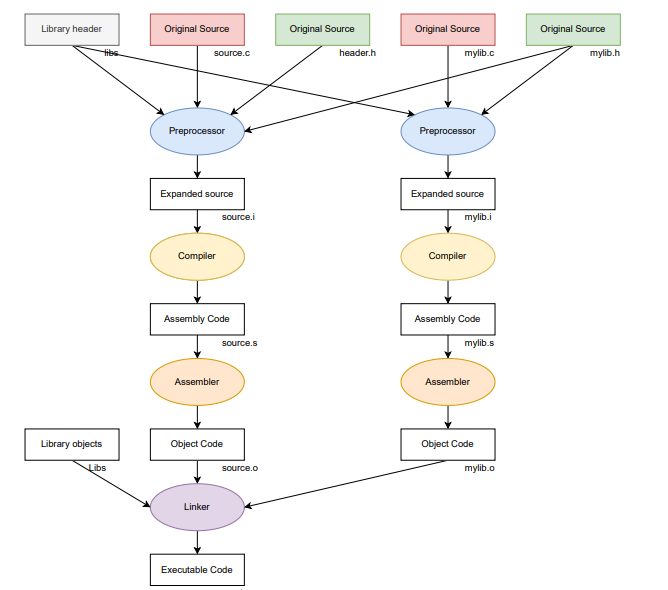 Library header
Original Source
Original Source
Original Source
Original Source
libs
source.c
header.h
mylib.c
mylib.h
Preprocessor
Preprocessor
Expanded source
Expanded source
source.i
mylib.i
Compiler
Compiler
Assembly Code
Assembly Code
source.s
mylib.s
Assembler
Assembler
Library objects
Object Code
Object Code
Libs
source.o
mylib.o
Linker
Executable Code